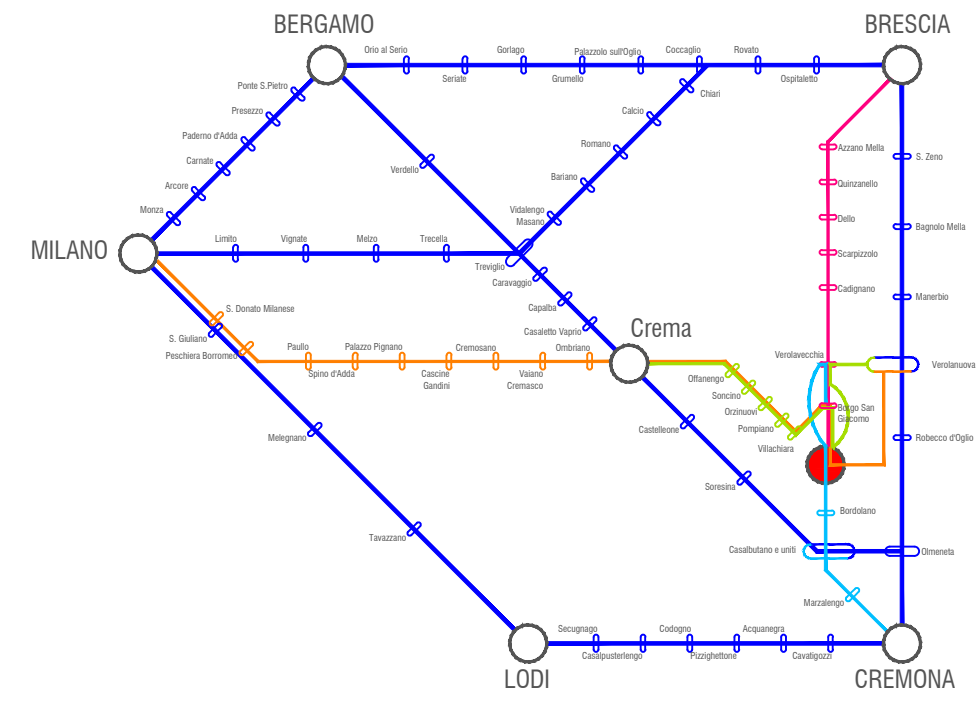 BERGAMO
BRESCIA
Orio al Serio
Gorlago
Palazzolo sull'Oglio
Coccaglio
Rovato
Seriate
Grumello
Ospitaletto
Ponte S.Pietro
Chiari
Presezzo
Calcio
Paderno d'Adda
Romano
Azzano Mella
S. Zeno
Carnate
Verdello
Bariano
Quinzanello
Arcore
Monza
Vidalengo
Masano
Dello
Bagnolo Mella
MILANO
Limito
Vignate
Melzo
Trecella
Treviglio
Scarpizzolo
Caravaggio
Cadignano
Manerbio
Capalba
S. Donato Milanese
Casaletto Vaprio
Crema
S. Giuliano
Peschiera Borromeo
Paullo
Palazzo Pignano
Cremosano
Ombriano
Verolavecchia
Verolanuova
Spino d'Adda
Cascine
Gandini
Vaiano
Cremasco
Offanengo
Soncino
Orzinuovi
Borgo San
Giacomo
Pompiano
Villachiara
Melegnano
Castelleone
Robecco d'Oglio
Soresina
Bordolano
Tavazzano
Casalbutano e uniti
Olmeneta
Marzalengo
Secugnago
Codogno
Acquanegra
Casalpusterlengo
Pizzighettone
Cavatigozzi
LODI
CREMONA